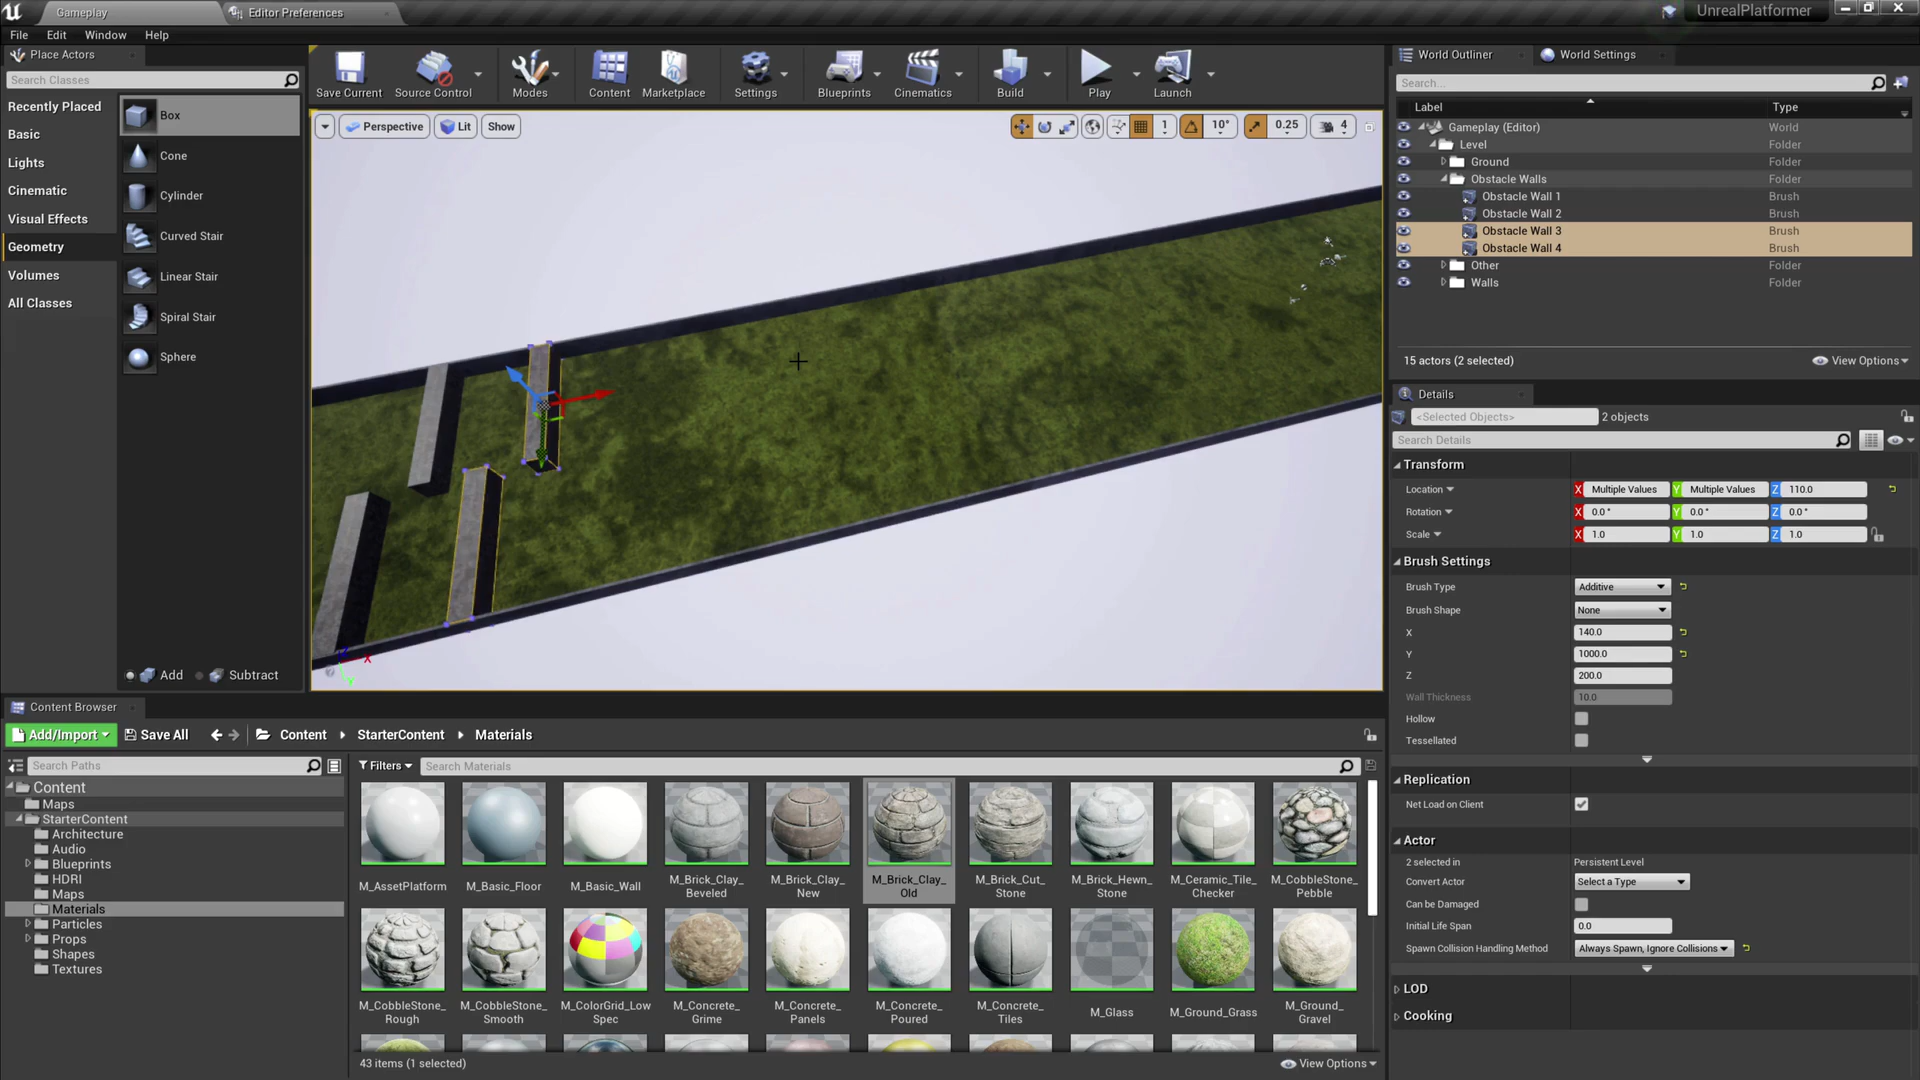 Gameplay
Editor Preferences
UnrealPlatformer
File Edit Window Help
Place Actors
Search Classes
Recently Placed
Basic
Lights
Cinematic
Visual Effects
Geometry
Volumes
All Classes
Box
Cone
Cylinder
Curved Stair
Linear Stair
Spiral Stair
Sphere
Add Subtract
Save Current
Source Control
Modes
Content
Marketplace
Settings
Blueprints
Cinematics
Build
Play
Launch
Perspective Lit Show
1 10° 0.25 4
X
World Outliner
World Settings
Search...
Label Type
Gameplay (Editor) World
Level Folder
Ground Folder
Obstacle Walls Folder
Obstacle Wall 1 Brush
Obstacle Wall 2 Brush
Obstacle Wall 3 Brush
Obstacle Wall 4 Brush
Other Folder
Walls Folder
15 actors (2 selected)
View Options
Details
<Selected Objects> 2 objects
Search Details
Transform
Location X Multiple Values Y Multiple Values Z 110.0
Rotation X 0.0 ° Y 0.0 ° Z 0.0 °
Scale X 1.0 Y 1.0 Z 1.0
Brush Settings
Brush Type Additive
Brush Shape None
X 140.0
Y 1000.0
Z 200.0
Wall Thickness 10.0
Hollow
Tessellated
Replication
Net Load on Client
Actor
2 selected in Persistent Level
Convert Actor Select a Type
Can be Damaged
Initial Life Span 0.0
Spawn Collision Handling Method Always Spawn, Ignore Collisions
LOD
Cooking
Content Browser
Add/Import Save All Content StarterContent Materials
Search Paths
Content
Maps
StarterContent
Architecture
Audio
Blueprints
HDRI
Maps
Materials
Particles
Props
Shapes
Textures
Filters Search Materials
M_AssetPlatform
M_Basic_Floor
M_Basic_Wall
M_Brick_Clay_
Beveled
M_Brick_Clay_
New
M_Brick_Clay_
Old
M_Brick_Cut_
Stone
M_Brick_Hewn_
Stone
M_Ceramic_Tile_
Checker
M_CobbleStone_
Pebble
M_CobbleStone_
Rough
M_CobbleStone_
Smooth
M_ColorGrid_Low
Spec
M_Concrete_
Grime
M_Concrete_
Panels
M_Concrete_
Poured
M_Concrete_
Tiles
M_Glass
M_Ground_Grass
M_Ground_
Gravel
43 items (1 selected)
View Options